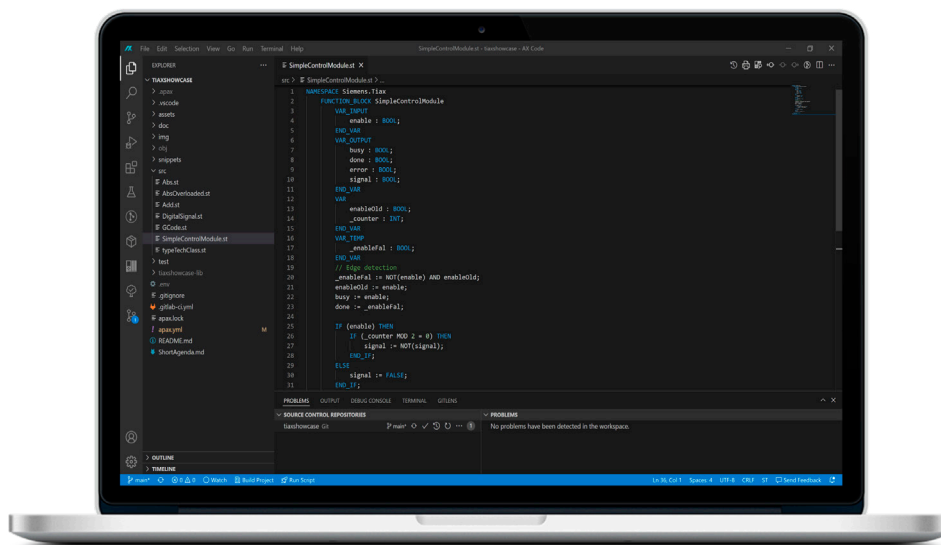 File Edit Selection View Go Run Terminal Help
SimpleControlModule.st - tiaxshowcase - AX Code
EXPLORER
TIAXSHOWCASE
.apax
.vscode
assets
doc
img
obj
snippets
src
Abs.st
AbsOverloaded.st
Add.st
DigitalSignal.st
GCode.st
SimpleControlModule.st
typeTechClass.st
test
tiaxshowcase-lib
.env
.gitignore
.gitlab-ci.yml
apax.lock
apax.yml M
README.md
ShortAgenda.md
OUTLINE
TIMELINE
SimpleControlModule.st
src > SimpleControlModule.st > ...
1 NAMESPACE Siemens.Tiax
2 FUNCTION_BLOCK SimpleControlModule
3 VAR_INPUT
4 enable : BOOL;
5 END_VAR
6 VAR_OUTPUT
7 busy : BOOL;
8 done : BOOL;
9 error : BOOL;
10 signal : BOOL;
11 END_VAR
12 VAR
13 enableOld : BOOL;
14 _counter : INT;
15 END_VAR
16 VAR_TEMP
17 _enableFal : BOOL;
18 END_VAR
19 // Edge detection
20 _enableFal := NOT(enable) AND enableOld;
21 enableOld := enable;
22 busy := enable;
23 done := _enableFal;
24
25 IF (enable) THEN
26 IF (_counter MOD 2 = 0) THEN
27 signal := NOT(signal);
28 END_IF;
29 ELSE
30 signal := FALSE;
31 END_IF;
PROBLEMS OUTPUT DEBUG CONSOLE TERMINAL GITLENS
SOURCE CONTROL REPOSITORIES
tiaxshowcase Git main* 1
PROBLEMS
No problems have been detected in the workspace.
main* 0 0 0 Watch Build Project Run Script
Ln 36, Col 1 Spaces: 4 UTF-8 CRLF ST Send Feedback